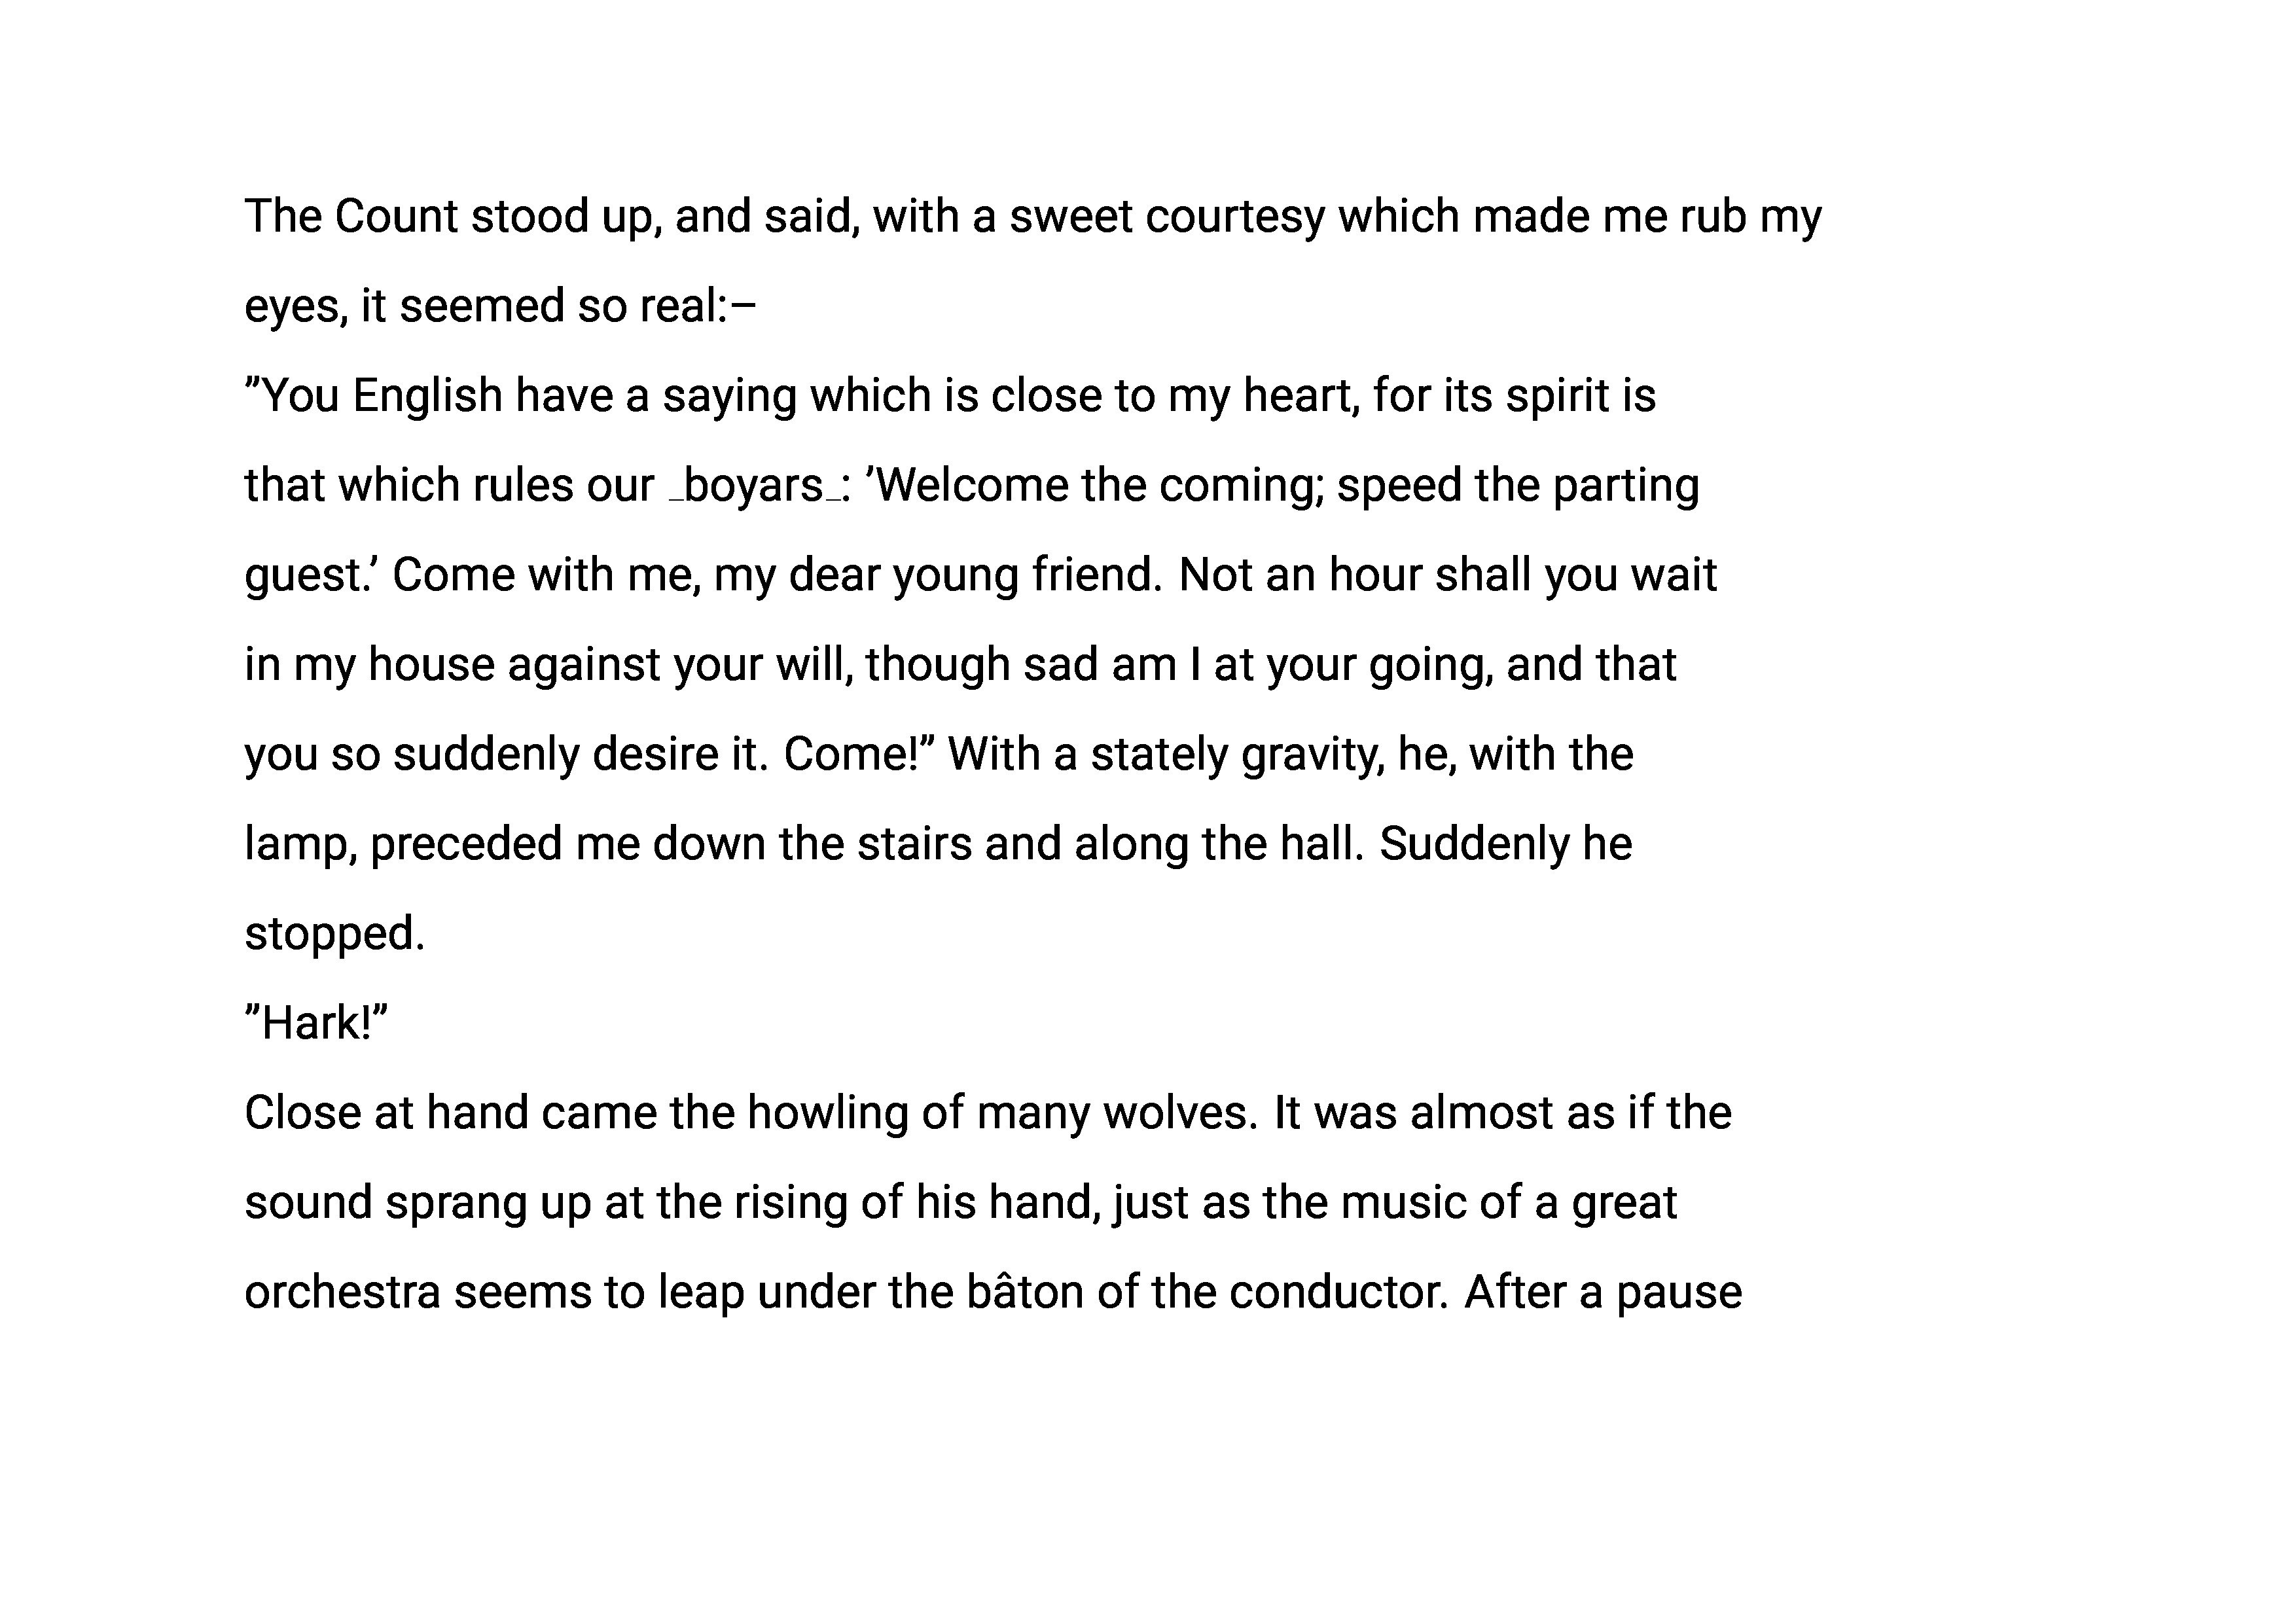 The Count stood up, and said, with a sweet courtesy which made me rub my
eyes, it seemed so real:–
”You English have a saying which is close to my heart, for its spirit is
that which rules our _boyars_: ’Welcome the coming; speed the parting
guest.’ Come with me, my dear young friend. Not an hour shall you wait
in my house against your will, though sad am I at your going, and that
you so suddenly desire it. Come!” With a stately gravity, he, with the
lamp, preceded me down the stairs and along the hall. Suddenly he
stopped.
”Hark!”
Close at hand came the howling of many wolves. It was almost as if the
sound sprang up at the rising of his hand, just as the music of a great
orchestra seems to leap under the bâton of the conductor. After a pause